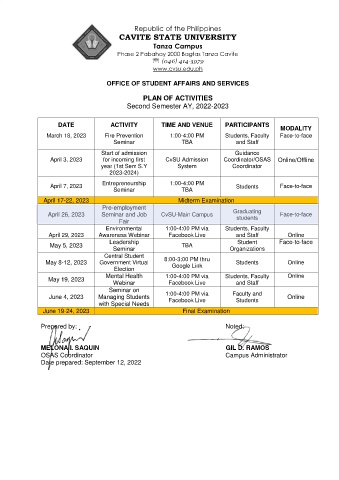 Republic of the Philippines
CAVITE STATE UNIVERSITY
Tanza Campus
Phase 2 Pabahay 2000 Bagtas Tanza Cavite
☎ (046) 414-3979
www.cvsu.edu.ph
OFFICE OF STUDENT AFFAIRS AND SERVICES
PLAN OF ACTIVITIES
Second Semester AY, 2022-2023
DATE ACTIVITY TIME AND VENUE PARTICIPANTS MODALITY
March 18, 2023 Fire Prevention Seminar 1:00-4:00 PM TBA Students, Faculty and Staff Face-to-face
April 3, 2023 Start of admission for incoming first year (1st Sem S.Y 2023-2024) CvSU Admission System Guidance Coordinator/OSAS Coordinator Online/Offline
April 7, 2023 Entrepreneurship Seminar 1:00-4:00 PM TBA Students Face-to-face
April 17-22, 2023 Midterm Examination
April 26, 2023 Pre-employment Seminar and Job Fair CvSU Main Campus Graduating students Face-to-face
April 29, 2023 Environmental Awareness Webinar 1:00-4:00 PM via Facebook Live Students, Faculty and Staff Online
May 5, 2023 Leadership Seminar TBA Student Organizations Face-to-face
May 8-12, 2023 Central Student Government Virtual Election 8:00-3:00 PM thru Google Link Students Online
May 19, 2023 Mental Health Webinar 1:00-4:00 PM via Facebook Live Students, Faculty and Staff Online
June 4, 2023 Seminar on Managing Students with Special Needs 1:00-4:00 PM via Facebook Live Faculty and Students Online
June 19-24, 2023 Final Examination
Prepared by: Noted:
GIL D. RAMOS
OSAS Coordinator Campus Administrator
Date prepared: September 12, 2022